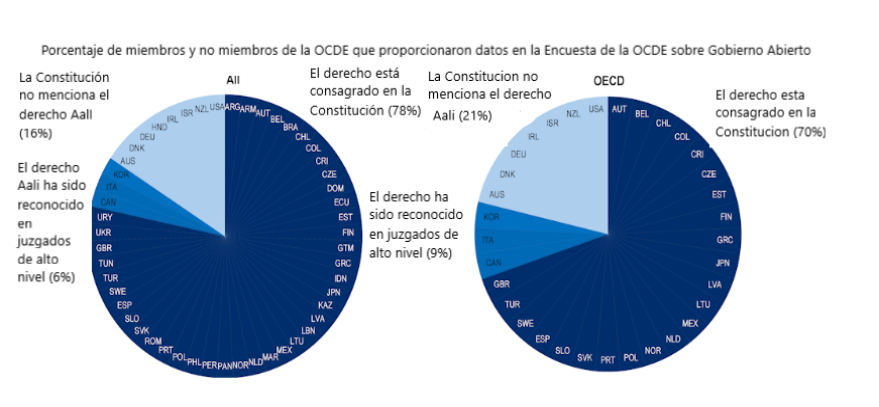 Porcentaje de miembros y no miembros de la OCDE que proporcionaron datos en la Encuesta de la OCDE sobre Gobierno Abierto
All
La Constitución
no menciona el
derecho Aall
(16%)
El derecho está
consagrado en la
Constitución (78%)
El derecho
Aali ha sido
reconocido
en
juzgados
de alto
nivel (6%)
ARG
ARM
AUT
BEL
BRA
CHL
COL
CRI
CZE
DOM
ECU
EST
FIN
GTM
GRC
IDN
JPN
KAZ
LVA
LBN
LTU
MEX
MAR
NLD
NOR
PAN
PER
PHL
POL
PRT
ROM
SVK
SLO
ESP
SWE
TUR
TUN
GBR
UKR
URY
CAN
ITA
KOR
AUS
DNK
DEU
HND
IRL
ISR
NZL
USA
OECD
La Constitucion no
menciona el derecho
Aali (21%)
El derecho esta
consagrado en la
Constitucion (70%)
El derecho ha
sido reconocido
en juzgados de
alto nivel (9%)
AUT
BEL
CHL
COL
CRI
CZE
EST
FIN
GRC
JPN
LVA
LTU
MEX
NLD
NOR
POL
PRT
SVK
SLO
ESP
SWE
TUR
GBR
CAN
ITA
KOR
AUS
DNK
DEU
IRL
ISR
NZL
USA